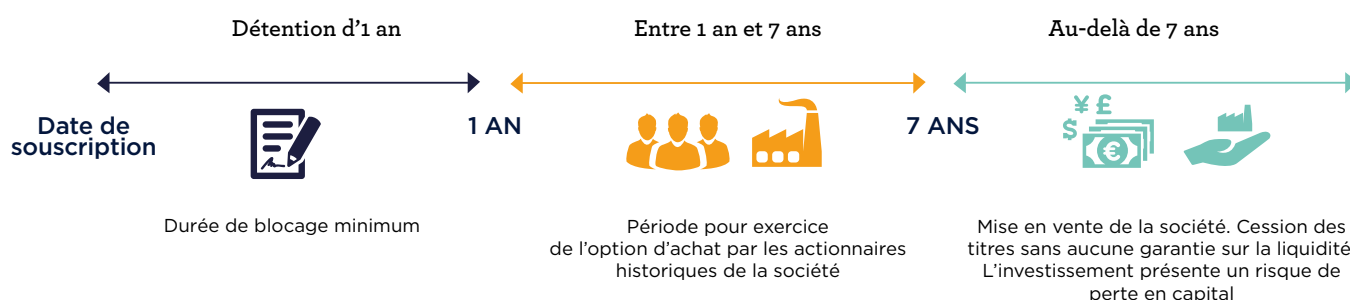 Détention d'1 an
Entre 1 an et 7 ans
Au-delà de 7 ans
Date de
souscription
1 AN
7 ANS
¥ £
$
€
Durée de blocage minimum
Période pour exercice
de l'option d'achat par les actionnaires
historiques de la société
Mise en vente de la société. Cession des
titres sans aucune garantie sur la liquidité
L'investissement présente un risque de
perte en capital